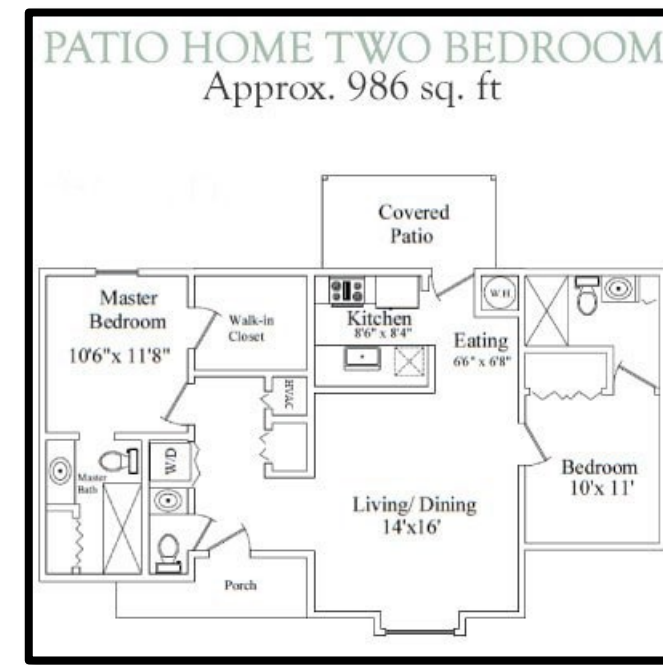 PATIO HOME TWO BEDROOM
Approx. 986 sq. ft
Covered
Patio
Master
Bedroom
10'6"x 11'8"
Walk-in
Closet
Kitchen
8'6" x 8'4"
W.H
Eating
6'6" x 6'8"
HVAC
W/D
Master
Bath
Bedroom
10'x 11'
Living/ Dining
14'x16'
Porch